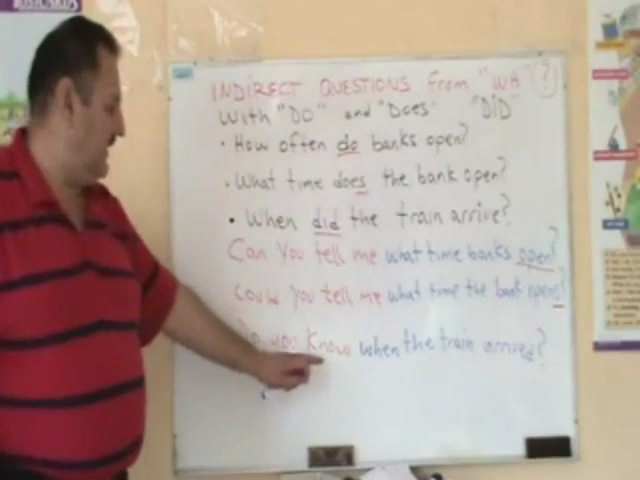 INDIRECT QUESTIONS from "WH" ?
With "DO" and "Does" "DID"
• How often do banks open?
• What time does the bank open?
• When did the train arrive?
Can You tell me what time banks open?
Could You tell me what time the bank opens?
Do you know when the train arrived?